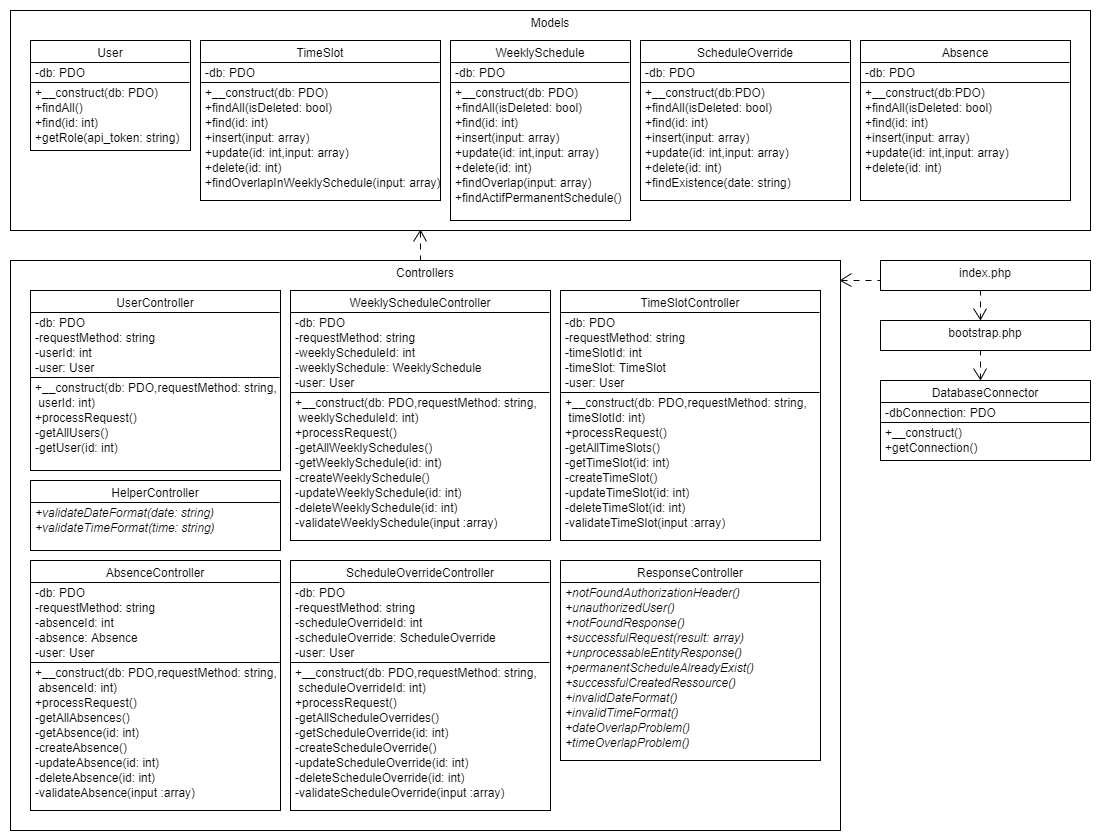 Models
User
-db: PDO
+__construct(db: PDO)
+findAll()
+find(id: int)
+getRole(api_token: string)
TimeSlot
-db: PDO
+__construct(db: PDO)
+findAll(isDeleted: bool)
+find(id: int)
+insert(input: array)
+update(id: int,input: array)
+delete(id: int)
+findOverlapInWeeklySchedule(input: array)
WeeklySchedule
-db: PDO
+__construct(db: PDO)
+findAll(isDeleted: bool)
+find(id: int)
+insert(input: array)
+update(id: int,input: array)
+delete(id: int)
+findOverlap(input: array)
+findActifPermanentSchedule()
ScheduleOverride
-db: PDO
+__construct(db:PDO)
+findAll(isDeleted: bool)
+find(id: int)
+insert(input: array)
+update(id: int,input: array)
+delete(id: int)
+findExistence(date: string)
Absence
-db: PDO
+__construct(db:PDO)
+findAll(isDeleted: bool)
+find(id: int)
+insert(input: array)
+update(id: int,input: array)
+delete(id: int)
Controllers
UserController
-db: PDO
-requestMethod: string
-userId: int
-user: User
+__construct(db: PDO,requestMethod: string,
userId: int)
+processRequest()
-getAllUsers()
-getUser(id: int)
WeeklyScheduleController
-db: PDO
-requestMethod: string
-weeklyScheduleId: int
-weeklySchedule: WeeklySchedule
-user: User
+__construct(db: PDO,requestMethod: string,
weeklyScheduleId: int)
+processRequest()
-getAllWeeklySchedules()
-getWeeklySchedule(id: int)
-createWeeklySchedule()
-updateWeeklySchedule(id: int)
-deleteWeeklySchedule(id: int)
-validateWeeklySchedule(input :array)
TimeSlotController
-db: PDO
-requestMethod: string
-timeSlotId: int
-timeSlot: TimeSlot
-user: User
+__construct(db: PDO,requestMethod: string,
timeSlotId: int)
+processRequest()
-getAllTimeSlots()
-getTimeSlot(id: int)
-createTimeSlot()
-updateTimeSlot(id: int)
-deleteTimeSlot(id: int)
-validateTimeSlot(input :array)
HelperController
+validateDateFormat(date: string)
+validateTimeFormat(time: string)
AbsenceController
-db: PDO
-requestMethod: string
-absenceId: int
-absence: Absence
-user: User
+__construct(db: PDO,requestMethod: string,
absenceId: int)
+processRequest()
-getAllAbsences()
-getAbsence(id: int)
-createAbsence()
-updateAbsence(id: int)
-deleteAbsence(id: int)
-validateAbsence(input :array)
ScheduleOverrideController
-db: PDO
-requestMethod: string
-scheduleOverrideId: int
-scheduleOverride: ScheduleOverride
-user: User
+__construct(db: PDO,requestMethod: string,
scheduleOverrideId: int)
+processRequest()
-getAllScheduleOverrides()
-getScheduleOverride(id: int)
-createScheduleOverride()
-updateScheduleOverride(id: int)
-deleteScheduleOverride(id: int)
-validateScheduleOverride(input :array)
ResponseController
+notFoundAuthorizationHeader()
+unauthorizedUser()
+notFoundResponse()
+successfulRequest(result: array)
+unprocessableEntityResponse()
+permanentScheduleAlreadyExist()
+successfulCreatedRessource()
+invalidDateFormat()
+invalidTimeFormat()
+dateOverlapProblem()
+timeOverlapProblem()
index.php
bootstrap.php
DatabaseConnector
-dbConnection: PDO
+__construct()
+getConnection()